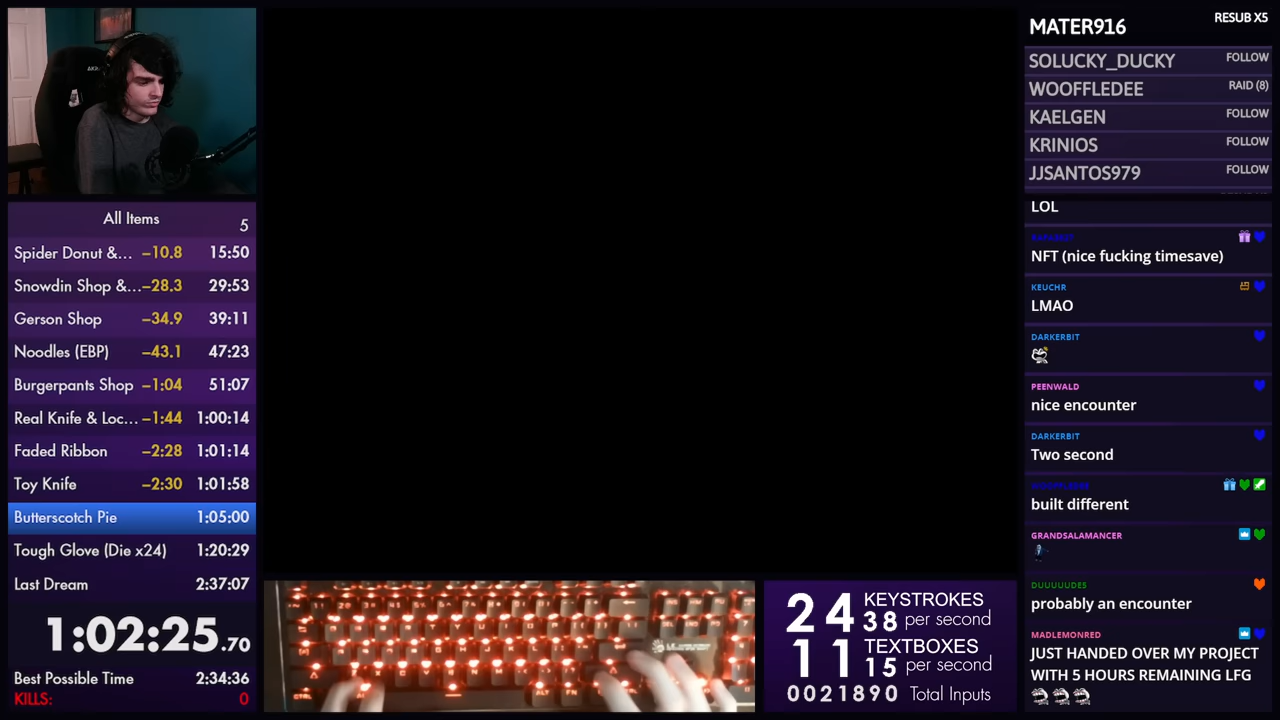 All Items
5
Spider Donut &... −10.8 15:50
Snowdin Shop &... −28.3 29:53
Gerson Shop −34.9 39:11
Noodles (EBP) −43.1 47:23
Burgerpants Shop −1:04 51:07
Real Knife & Loc... −1:44 1:00:14
Faded Ribbon −2:28 1:01:14
Toy Knife −2:30 1:01:58
Butterscotch Pie 1:05:00
Tough Glove (Die x24) 1:20:29
Last Dream 2:37:07
1:02:25.70
Best Possible Time 2:34:36
KILLS: 0
24 38 KEYSTROKES per second
11 15 TEXTBOXES per second
0021890 Total Inputs
MATER916 RESUB X5
SOLUCKY_DUCKY FOLLOW
WOOFFLEDEE RAID (8)
KAELGEN FOLLOW
KRINIOS FOLLOW
JJSANTOS979 FOLLOW
LOL
NFT (nice fucking timesave)
KEUCHR
LMAO
DARKERBIT
PEENWALD
nice encounter
DARKERBIT
Two second
WOOFFLEDEE
built different
GRANDSALAMANCER
DUUUUUDES
probably an encounter
MADLEMONRED
JUST HANDED OVER MY PROJECT
WITH 5 HOURS REMAINING LFG